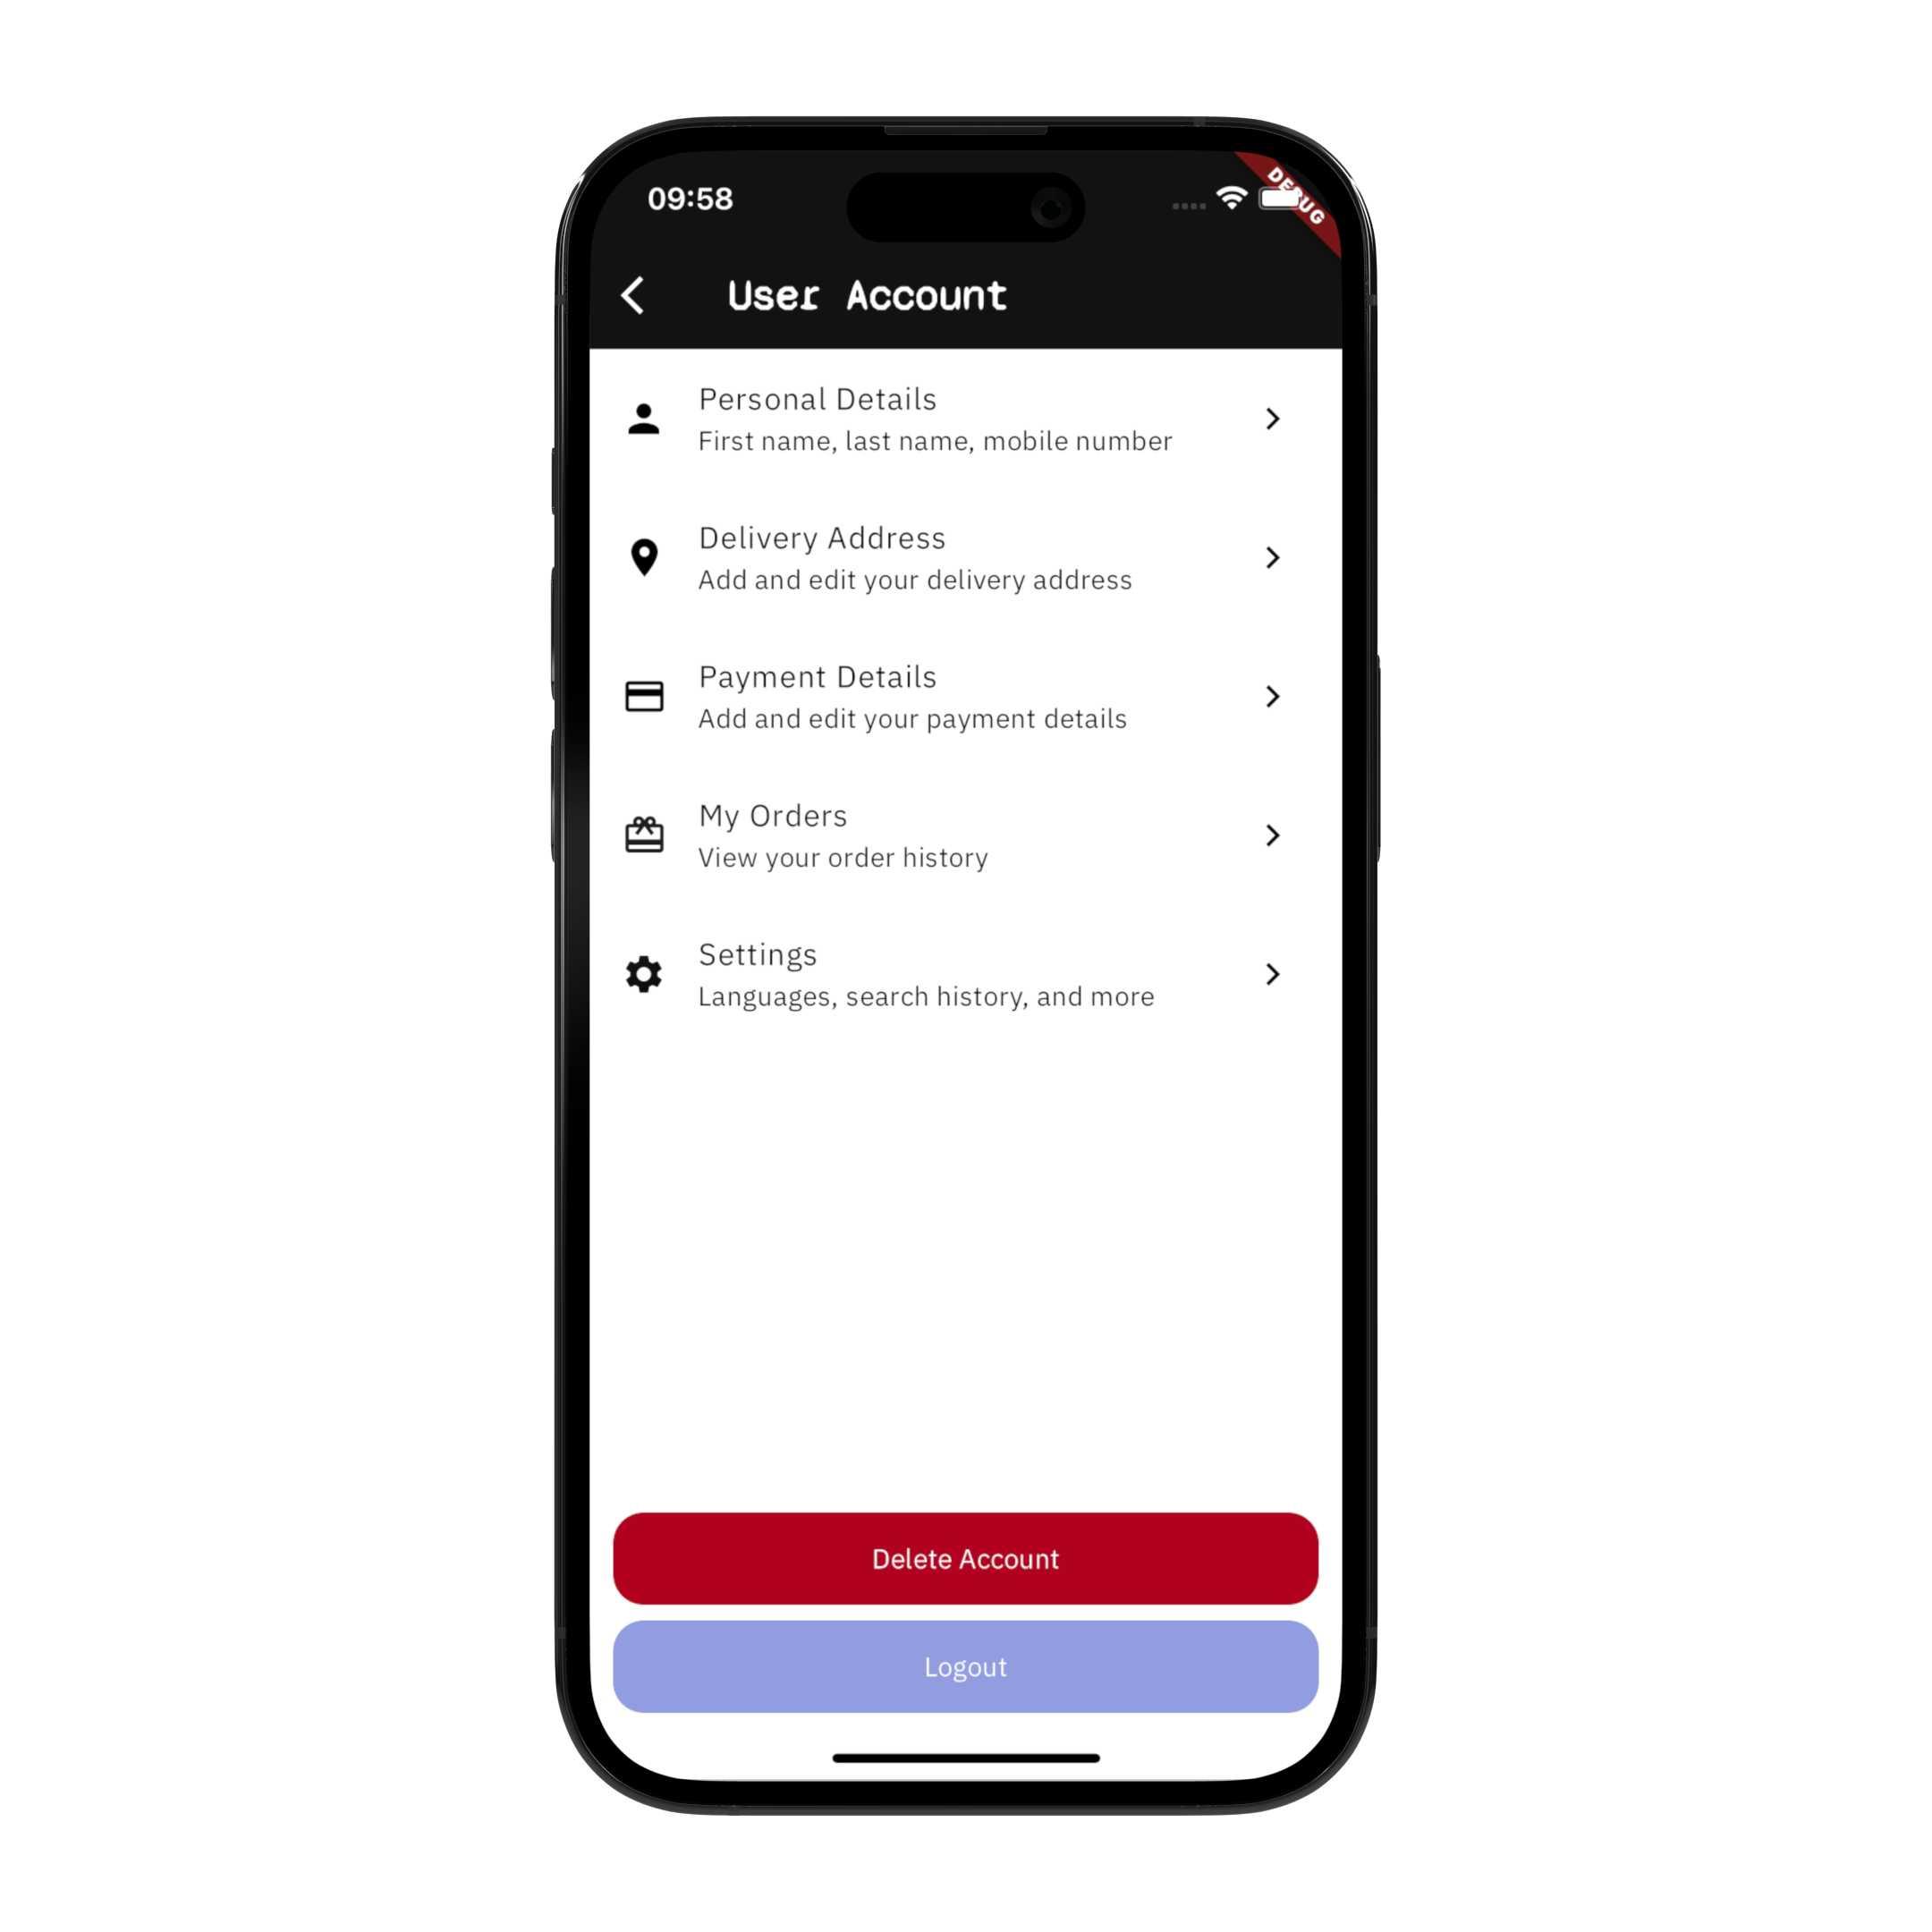 09:58
DEBUG
User Account
Personal Details
First name, last name, mobile number
Delivery Address
Add and edit your delivery address
Payment Details
Add and edit your payment details
My Orders
View your order history
Settings
Languages, search history, and more
Delete Account
Logout